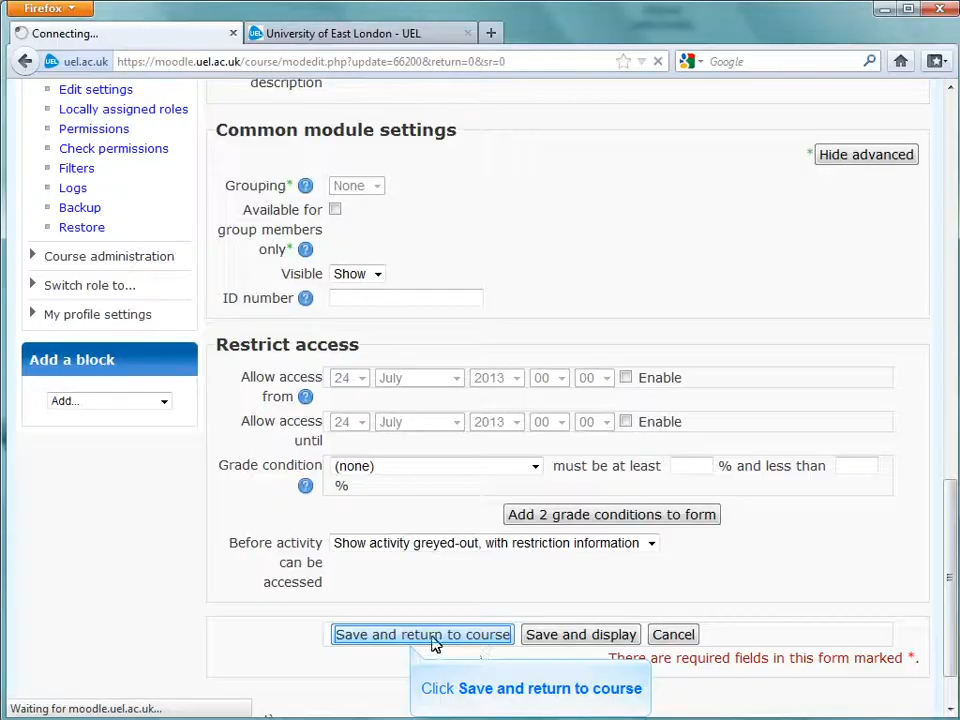 Firefox
Connecting...
University of East London - UEL
uel.ac.uk
https://moodle.uel.ac.uk/course/modedit.php?update=66200&return=0&sr=0
Google
Edit settings
Locally assigned roles
Permissions
Check permissions
Filters
Logs
Backup
Restore
Course administration
Switch role to...
My profile settings
Add a block
Add...
description
Common module settings
* Hide advanced
Grouping* None
Available for
group members
only*
Visible Show
ID number
Restrict access
Allow access
from
24 July 2013 00 00 Enable
Allow access
until
24 July 2013 00 00 Enable
Grade condition (none) must be at least % and less than
%
Add 2 grade conditions to form
Before activity
can be
accessed
Show activity greyed-out, with restriction information
Save and return to course Save and display Cancel
There are required fields in this form marked *.
Click Save and return to course
Waiting for moodle.uel.ac.uk...